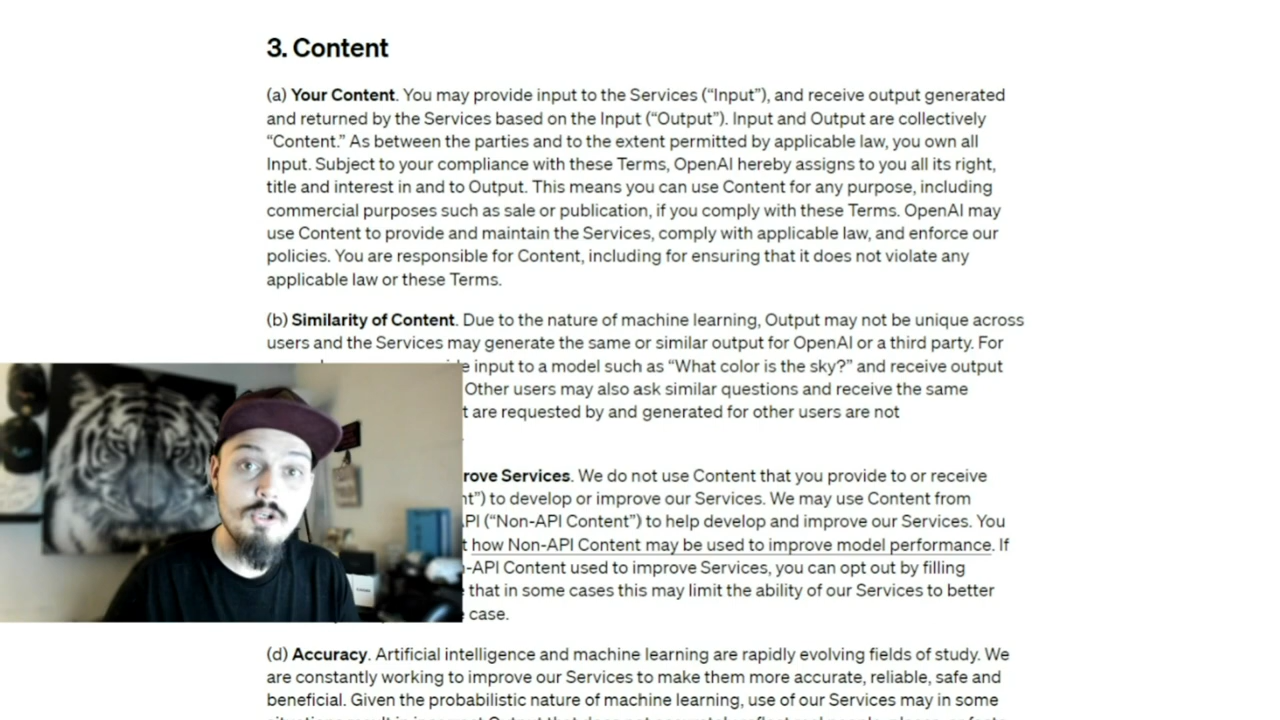 3. Content
(a) Your Content. You may provide input to the Services (“Input”), and receive output generated
and returned by the Services based on the Input (“Output”). Input and Output are collectively
“Content.” As between the parties and to the extent permitted by applicable law, you own all
Input. Subject to your compliance with these Terms, OpenAI hereby assigns to you all its right,
title and interest in and to Output. This means you can use Content for any purpose, including
commercial purposes such as sale or publication, if you comply with these Terms. OpenAI may
use Content to provide and maintain the Services, comply with applicable law, and enforce our
policies. You are responsible for Content, including for ensuring that it does not violate any
applicable law or these Terms.
(b) Similarity of Content. Due to the nature of machine learning, Output may not be unique across
users and the Services may generate the same or similar output for OpenAI or a third party. For
input to a model such as “What color is the sky?” and receive output
Other users may also ask similar questions and receive the same
are requested by and generated for other users are not
rove Services. We do not use Content that you provide to or receive
nt”) to develop or improve our Services. We may use Content from
PI (“Non-API Content”) to help develop and improve our Services. You
how Non-API Content may be used to improve model performance. If
-API Content used to improve Services, you can opt out by filling
that in some cases this may limit the ability of our Services to better
case.
(d) Accuracy. Artificial intelligence and machine learning are rapidly evolving fields of study. We
are constantly working to improve our Services to make them more accurate, reliable, safe and
beneficial. Given the probabilistic nature of machine learning, use of our Services may in some